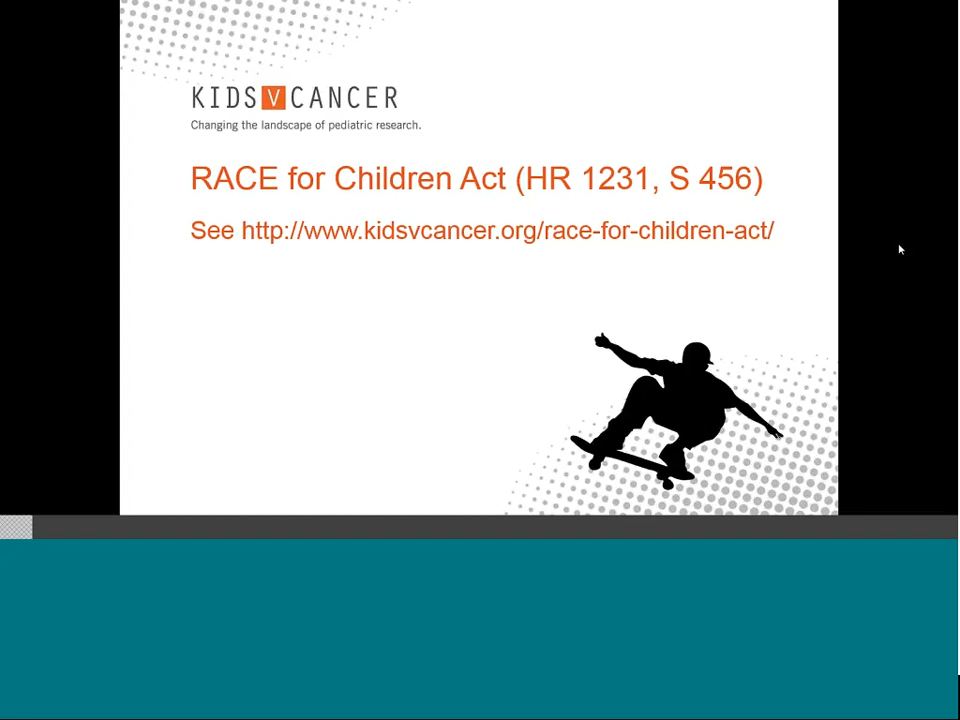 KIDS V CANCER
Changing the landscape of pediatric research.
RACE for Children Act (HR 1231, S 456)
See http://www.kidsvcancer.org/race-for-children-act/